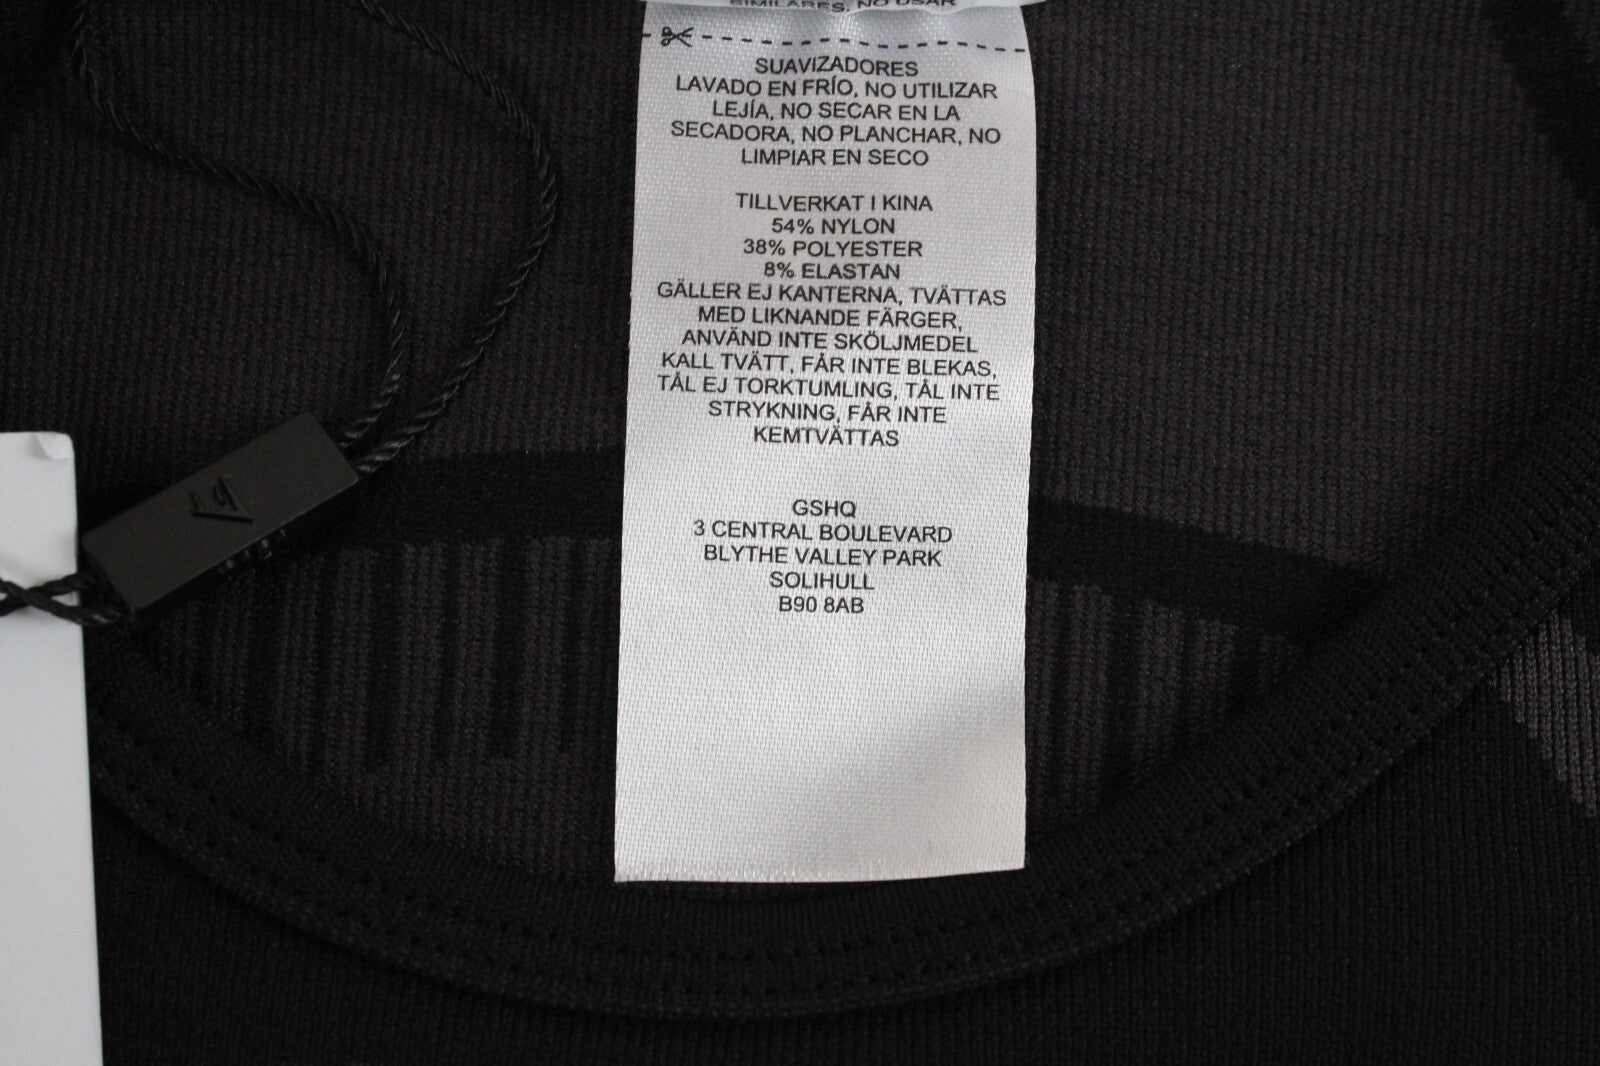 SIMILARES, NO USAR
SUAVIZADORES
LAVADO EN FRÍO, NO UTILIZAR
LEJÍA, NO SECAR EN LA
SECADORA, NO PLANCHAR, NO
LIMPIAR EN SECO
TILLVERKAT I KINA
54% NYLON
38% POLYESTER
8% ELASTAN
GÄLLER EJ KANTERNA, TVÄTTAS
MED LIKNANDE FÄRGER,
ANVÄND INTE SKÖLJMEDEL
KALL TVÄTT, FÅR INTE BLEKAS,
TÅL EJ TORKTUMLING, TÅL INTE
STRYKNING, FÅR INTE
KEMTVÄTTAS
GSHQ
3 CENTRAL BOULEVARD
BLYTHE VALLEY PARK
SOLIHULL
B90 8AB